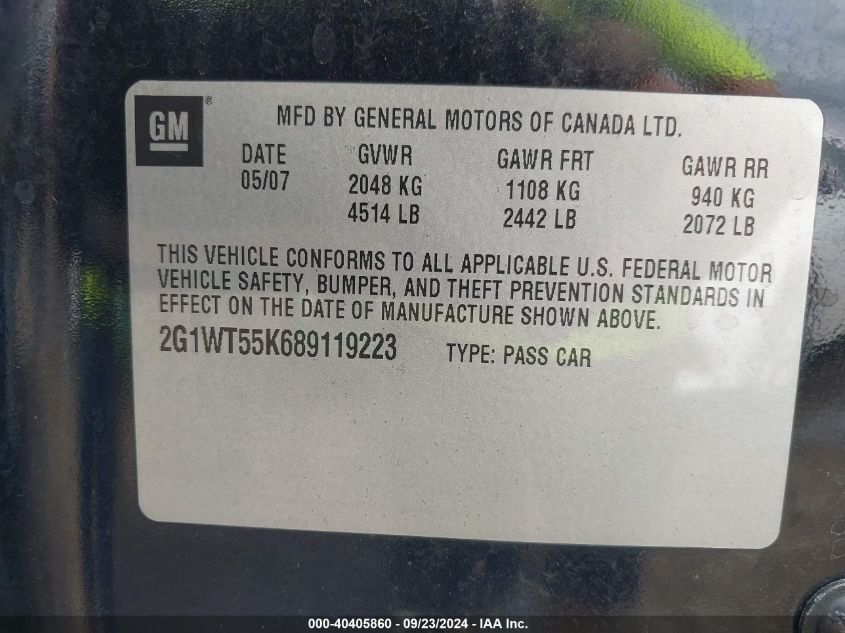 GM ®
MFD BY GENERAL MOTORS OF CANADA LTD.
DATE GVWR GAWR FRT GAWR RR
05/07 2048 KG 1108 KG 940 KG
4514 LB 2442 LB 2072 LB
THIS VEHICLE CONFORMS TO ALL APPLICABLE U.S. FEDERAL MOTOR
VEHICLE SAFETY, BUMPER, AND THEFT PREVENTION STANDARDS IN
EFFECT ON THE DATE OF MANUFACTURE SHOWN ABOVE.
2G1WT55K689119223 TYPE: PASS CAR
000-40405860 - 09/23/2024 - IAA Inc.